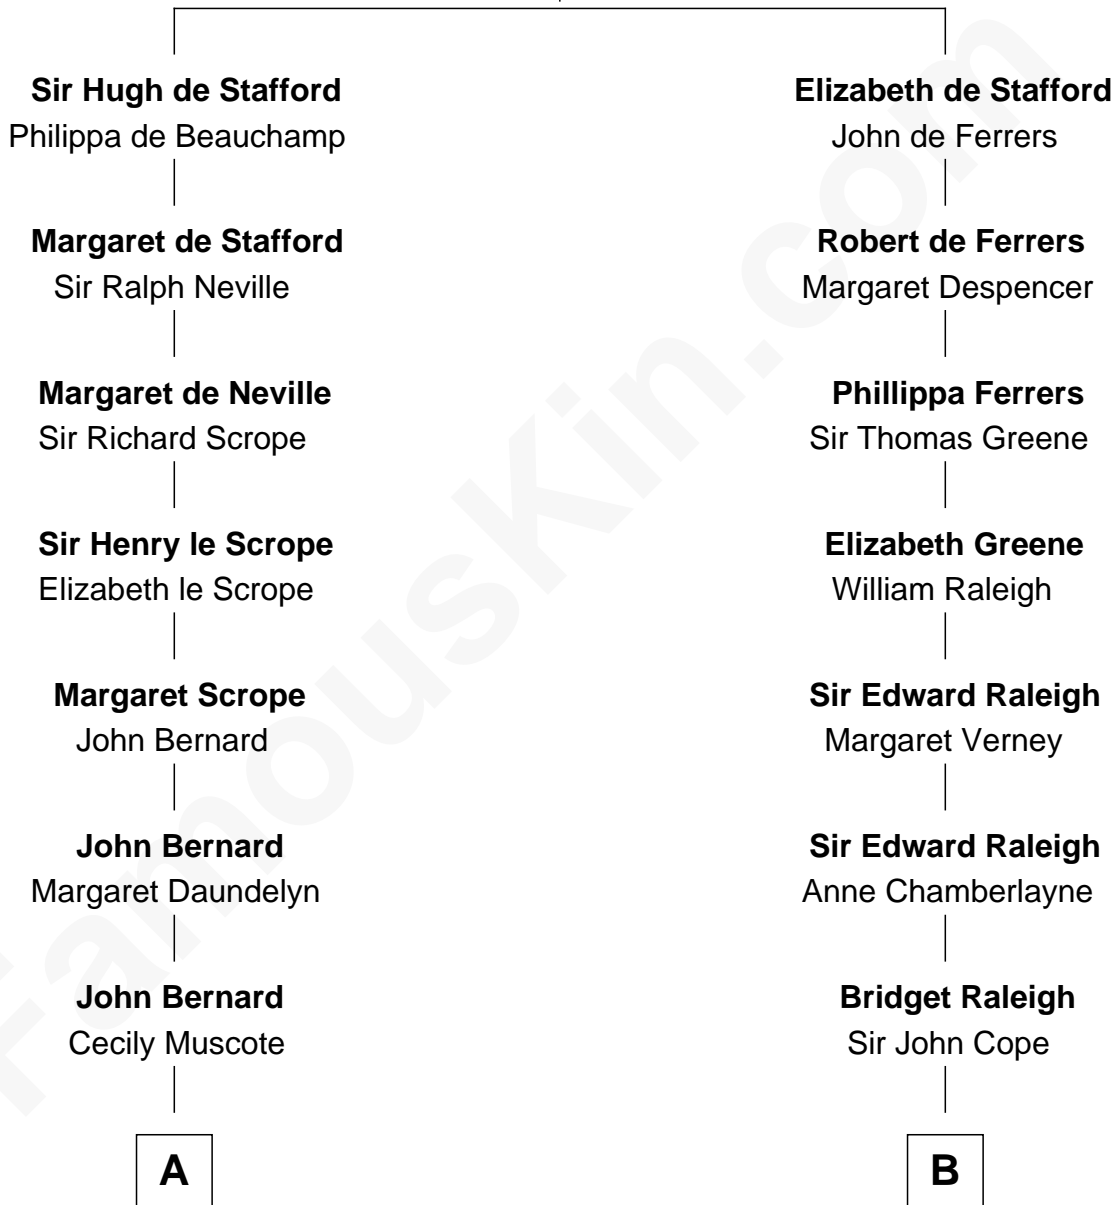 Sir Hugh de Stafford
Philippa de Beauchamp
Margaret de Stafford
Sir Ralph Neville
Margaret de Neville
Sir Richard Scrope
Sir Henry le Scrope
Elizabeth le Scrope
Margaret Scrope
John Bernard
John Bernard
Margaret Daundelyn
John Bernard
Cecily Muscote
A
Elizabeth de Stafford
John de Ferrers
Robert de Ferrers
Margaret Despencer
Phillippa Ferrers
Sir Thomas Greene
Elizabeth Greene
William Raleigh
Sir Edward Raleigh
Margaret Verney
Sir Edward Raleigh
Anne Chamberlayne
Bridget Raleigh
Sir John Cope
B
FamousKin.com